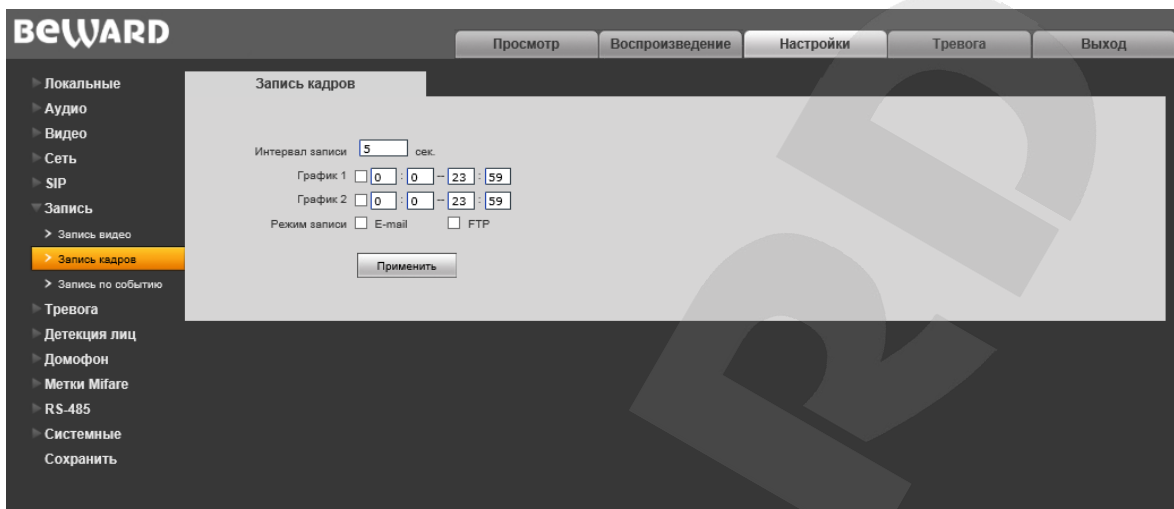 BEWARD
Просмотр Воспроизведение Настройки Тревога Выход
Локальные
Аудио
Видео
Сеть
SIP
Запись
> Запись видео
> Запись кадров
> Запись по событию
Тревога
Детекция лиц
Домофон
Метки Mifare
RS-485
Системные
Сохранить
Запись кадров
Интервал записи 5 сек.
График 1 0 : 0 -- 23 : 59
График 2 0 : 0 -- 23 : 59
Режим записи E-mail FTP
Применить
RD